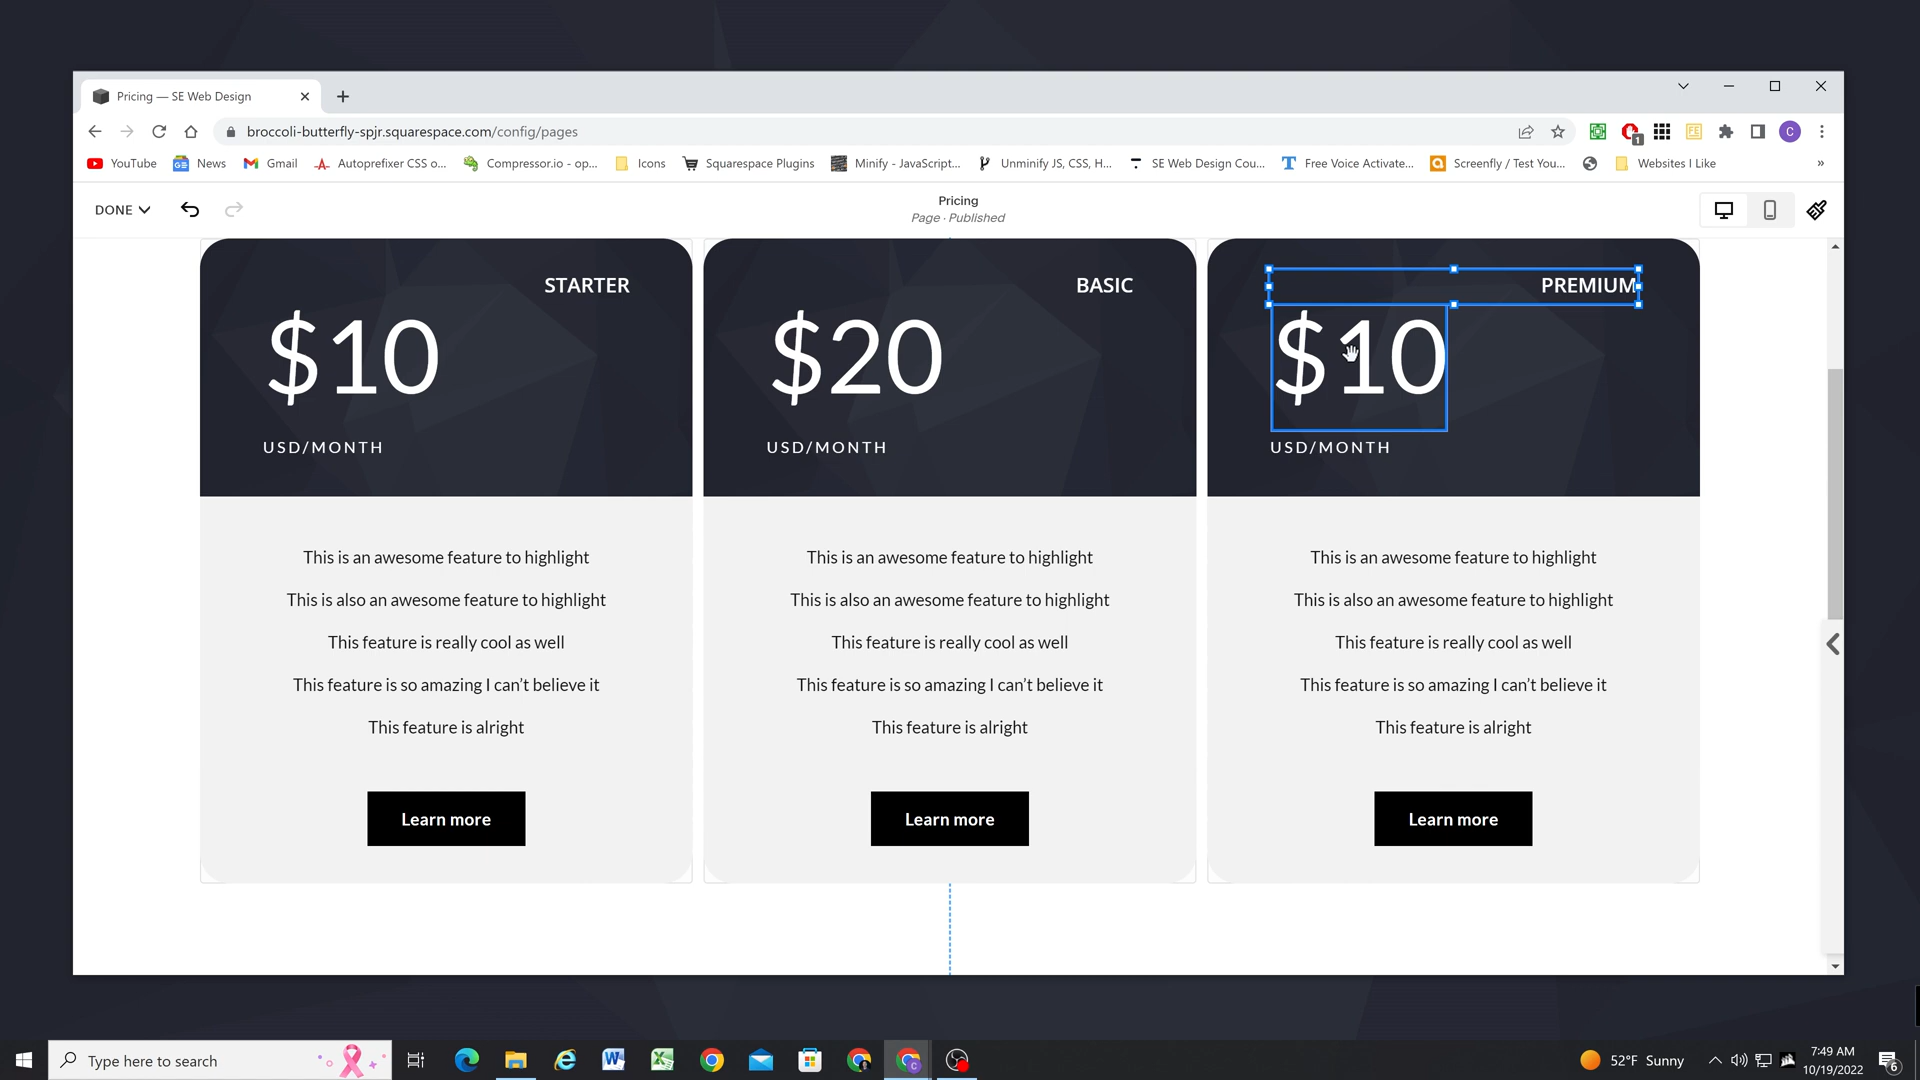 Pricing — SE Web Design
broccoli-butterfly-spjr.squarespace.com/config/pages
1
FE
C
YouTube
GE
News
Gmail
Autoprefixer CSS o...
Compressor.io - op...
Icons
Squarespace Plugins
Minify - JavaScript...
Unminify JS, CSS, H...
SE Web Design Cou...
Free Voice Activate...
Screenfly / Test You...
Websites I Like
»
DONE
Pricing
Page · Published
STARTER
$10
USD/MONTH
This is an awesome feature to highlight
This is also an awesome feature to highlight
This feature is really cool as well
This feature is so amazing I can’t believe it
This feature is alright
Learn more
BASIC
$20
USD/MONTH
This is an awesome feature to highlight
This is also an awesome feature to highlight
This feature is really cool as well
This feature is so amazing I can’t believe it
This feature is alright
Learn more
PREMIUM
$10
USD/MONTH
This is an awesome feature to highlight
This is also an awesome feature to highlight
This feature is really cool as well
This feature is so amazing I can’t believe it
This feature is alright
Learn more
Type here to search
52°F Sunny
7:49 AM
10/19/2022
6